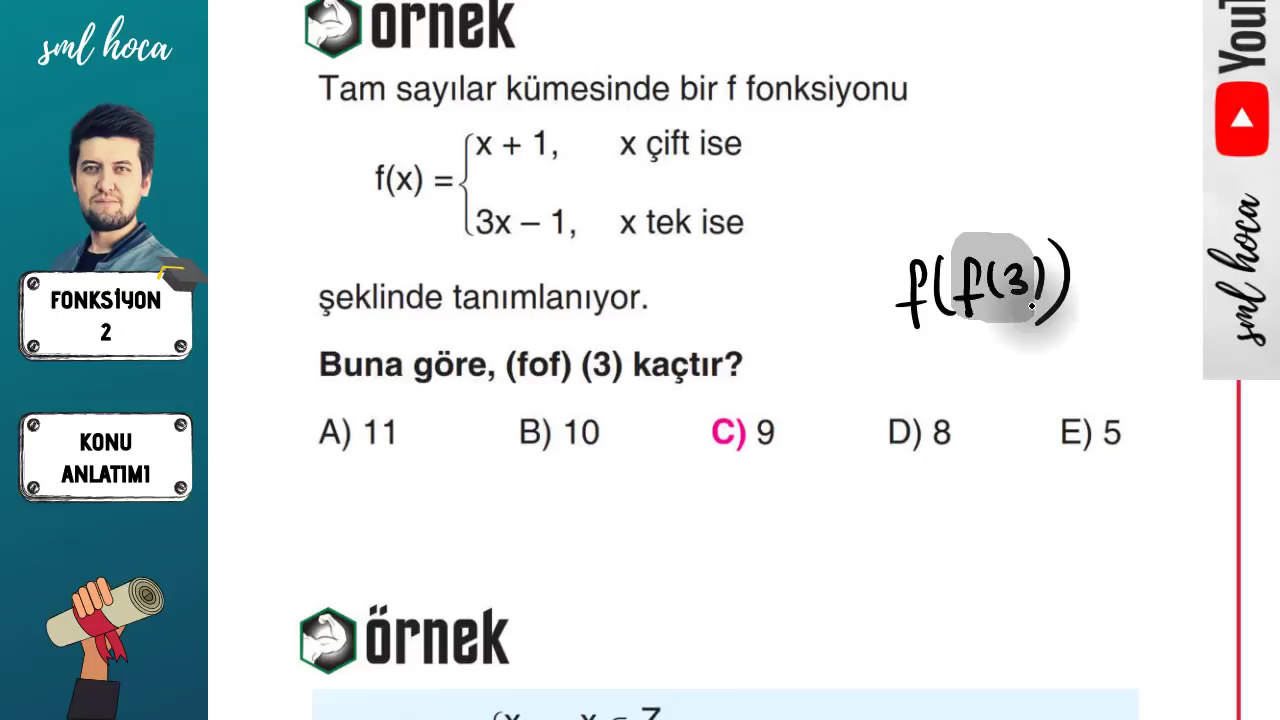 sml hoca
FONKSİYON
2
KONU
ANLATIMI
örnek
Tam sayılar kümesinde bir f fonksiyonu
f(x) =
x + 1, x çift ise
3x – 1, x tek ise
şeklinde tanımlanıyor.
f(f(3))
Buna göre, (fof) (3) kaçtır?
A) 11 B) 10 C) 9 D) 8 E) 5
örnek
You
sml hoca